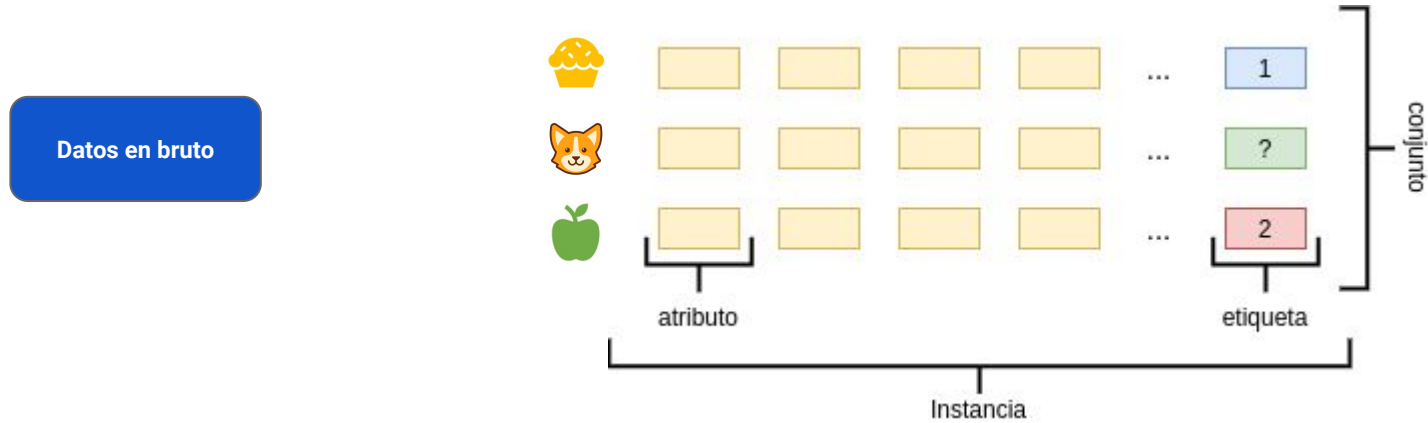 Datos en bruto
... 1
... ?
... 2
atributo
etiqueta
Instancia
conjunto